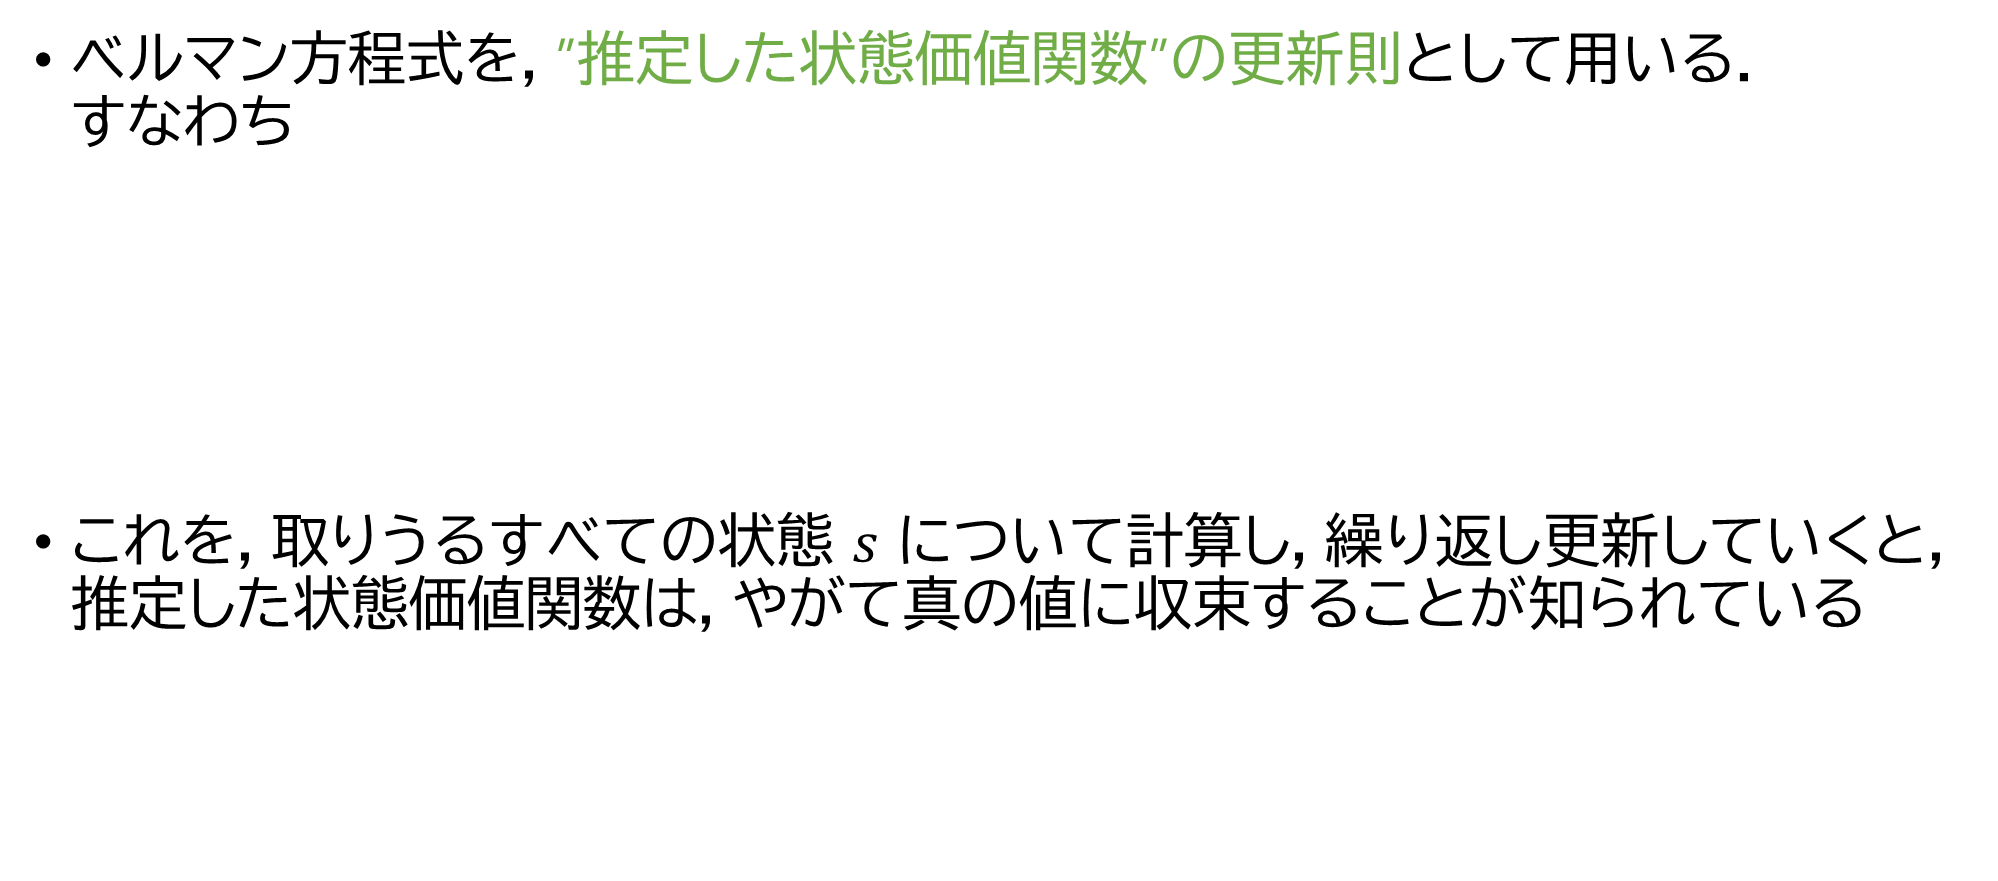 • ベルマン方程式を, "推定した状態価値関数"の更新則として用いる.
すなわち
• これを, 取りうるすべての状態 s について計算し, 繰り返し更新していくと,
推定した状態価値関数は, やがて真の値に収束することが知られている